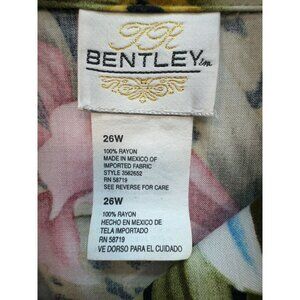 BENTLEY
26W
100% RAYON
MADE IN MEXICO OF
IMPORTED FABRIC
STYLE 3562652
RN 58719
SEE REVERSE FOR CARE
26W
100% RAYON
HECHO EN MEXICO DE
TELA IMPORTADO
RN 58719
VE DORSO PARA EL CUIDADO